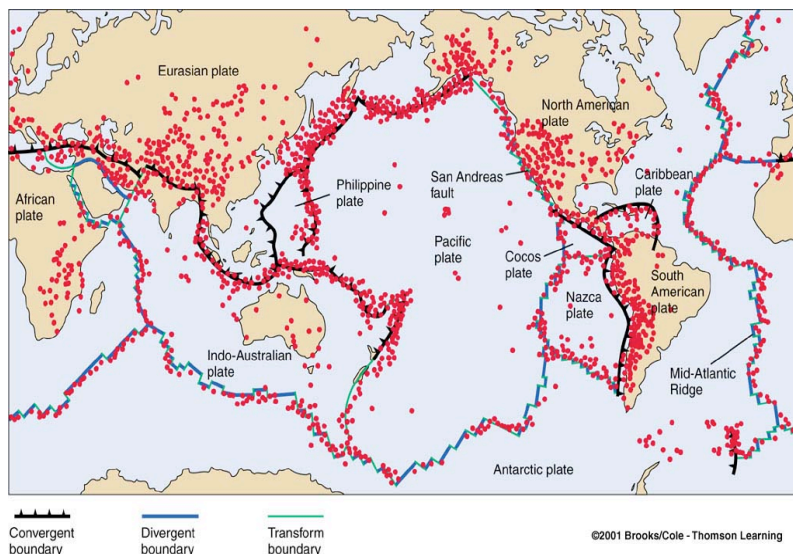 Eurasian plate
North American
plate
African
plate
Philippine
plate
San Andreas
fault
Caribbean
plate
Pacific
plate
Cocos
plate
South
American
plate
Nazca
plate
Indo-Australian
plate
Mid-Atlantic
Ridge
Antarctic plate
Convergent
boundary
Divergent
boundary
Transform
boundary
©2001 Brooks/Cole - Thomson Learning